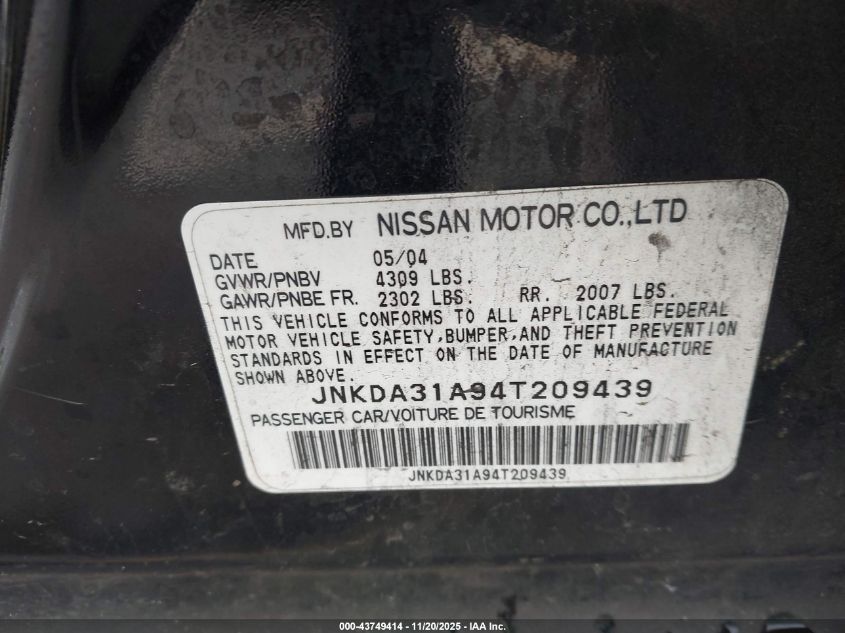 MFD.BY NISSAN MOTOR CO.,LTD
DATE 05/04
GVWR/PNBV 4309 LBS.
GAWR/PNBE FR. 2302 LBS. RR. 2007 LBS.
THIS VEHICLE CONFORMS TO ALL APPLICABLE FEDERAL
MOTOR VEHICLE SAFETY,BUMPER,AND THEFT PREVENTION
STANDARDS IN EFFECT ON THE DATE OF MANUFACTURE
SHOWN ABOVE.
JNKDA31A94T209439
PASSENGER CAR/VOITURE DE TOURISME
JNKDA31A94T209439
000-43749414 - 11/20/2025 - IAA Inc.